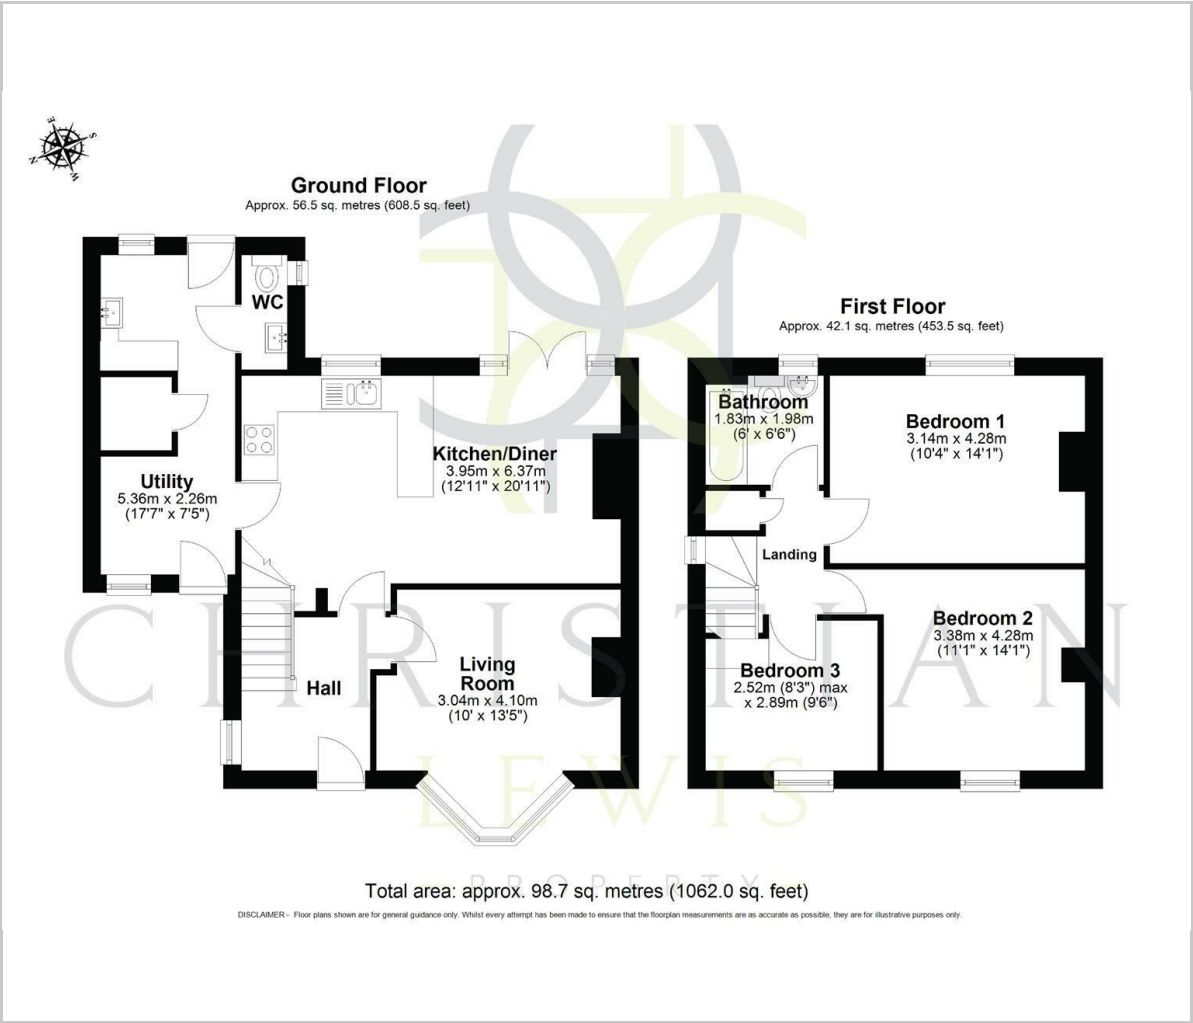 E
S
N
W
Ground Floor
Approx. 56.5 sq. metres (608.5 sq. feet)
WC
Kitchen/Diner
3.95m x 6.37m
(12'11" x 20'11")
Utility
5.36m x 2.26m
(17'7" x 7'5")
Living
Room
3.04m x 4.10m
(10' x 13'5")
Hall
First Floor
Approx. 42.1 sq. metres (453.5 sq. feet)
Bathroom
1.83m x 1.98m
(6' x 6'6")
Bedroom 1
3.14m x 4.28m
(10'4" x 14'1")
Landing
Bedroom 2
3.38m x 4.28m
(11'1" x 14'1")
Bedroom 3
2.52m (8'3") max
x 2.89m (9'6")
CHRISTIAN
LEWIS
PROPERTY
Total area: approx. 98.7 sq. metres (1062.0 sq. feet)
DISCLAIMER - Floor plans shown are for general guidance only. Whilst every attempt has been made to ensure that the floorplan measurements are as accurate as possible, they are for illustrative purposes only.